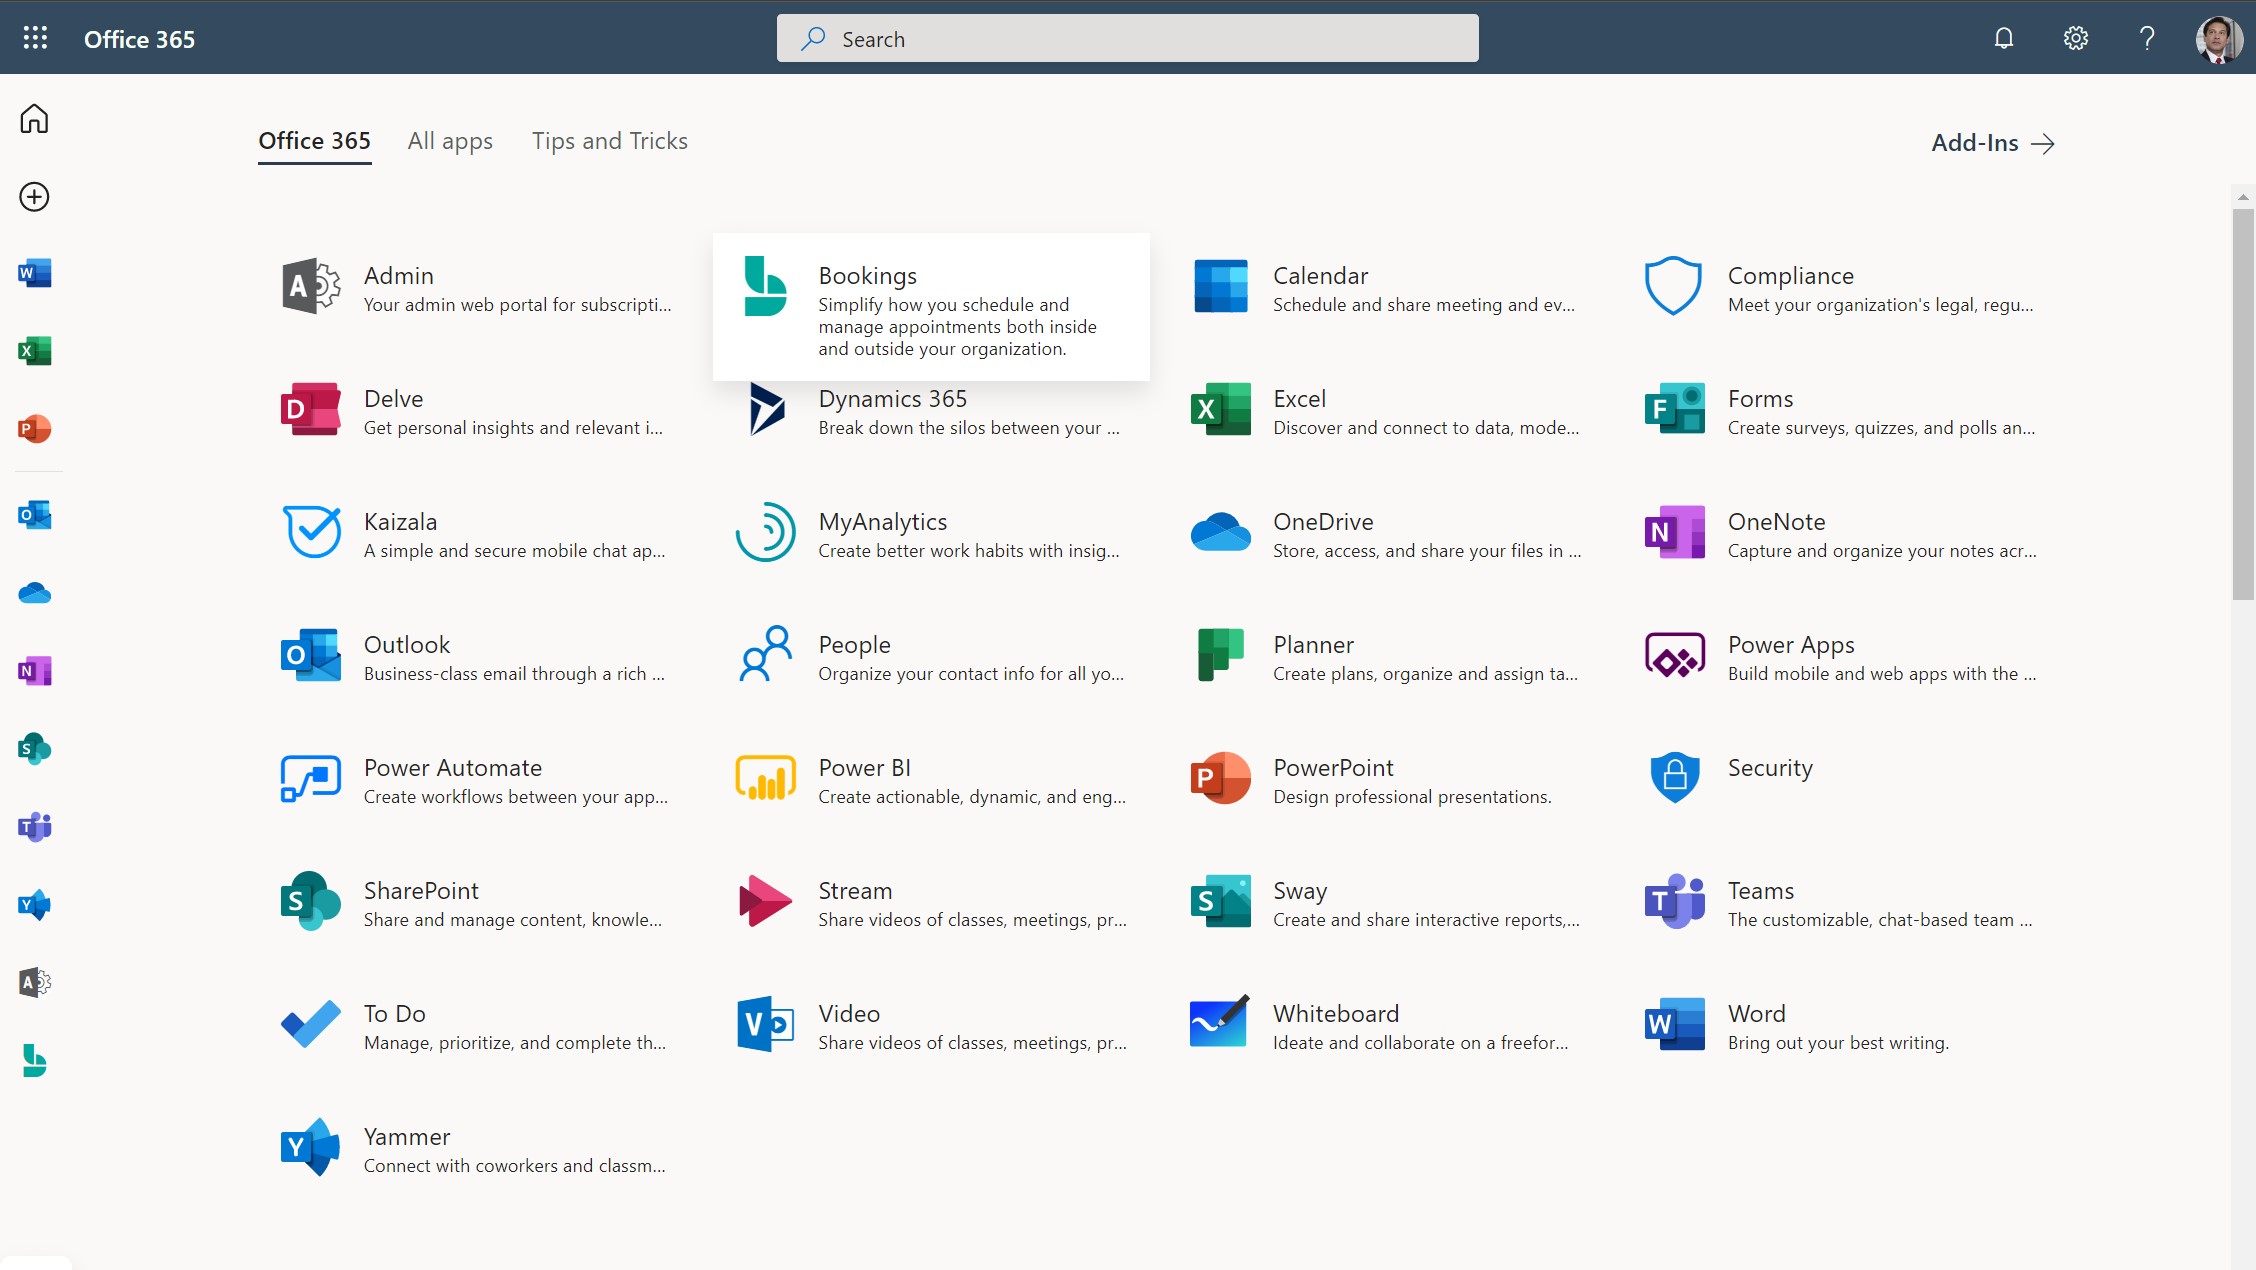 Office 365
Search
Office 365 All apps Tips and Tricks
Add-Ins
Admin
Your admin web portal for subscripti...
Bookings
Simplify how you schedule and
manage appointments both inside
and outside your organization.
Calendar
Schedule and share meeting and ev...
Compliance
Meet your organization's legal, regu...
Delve
Get personal insights and relevant i...
Dynamics 365
Break down the silos between your ...
Excel
Discover and connect to data, mode...
Forms
Create surveys, quizzes, and polls an...
Kaizala
A simple and secure mobile chat ap...
MyAnalytics
Create better work habits with insig...
OneDrive
Store, access, and share your files in ...
OneNote
Capture and organize your notes acr...
Outlook
Business-class email through a rich ...
People
Organize your contact info for all yo...
Planner
Create plans, organize and assign ta...
Power Apps
Build mobile and web apps with the ...
Power Automate
Create workflows between your app...
Power BI
Create actionable, dynamic, and eng...
PowerPoint
Design professional presentations.
Security
SharePoint
Share and manage content, knowle...
Stream
Share videos of classes, meetings, pr...
Sway
Create and share interactive reports,...
Teams
The customizable, chat-based team ...
To Do
Manage, prioritize, and complete th...
Video
Share videos of classes, meetings, pr...
Whiteboard
Ideate and collaborate on a freefor...
Word
Bring out your best writing.
Yammer
Connect with coworkers and classm...